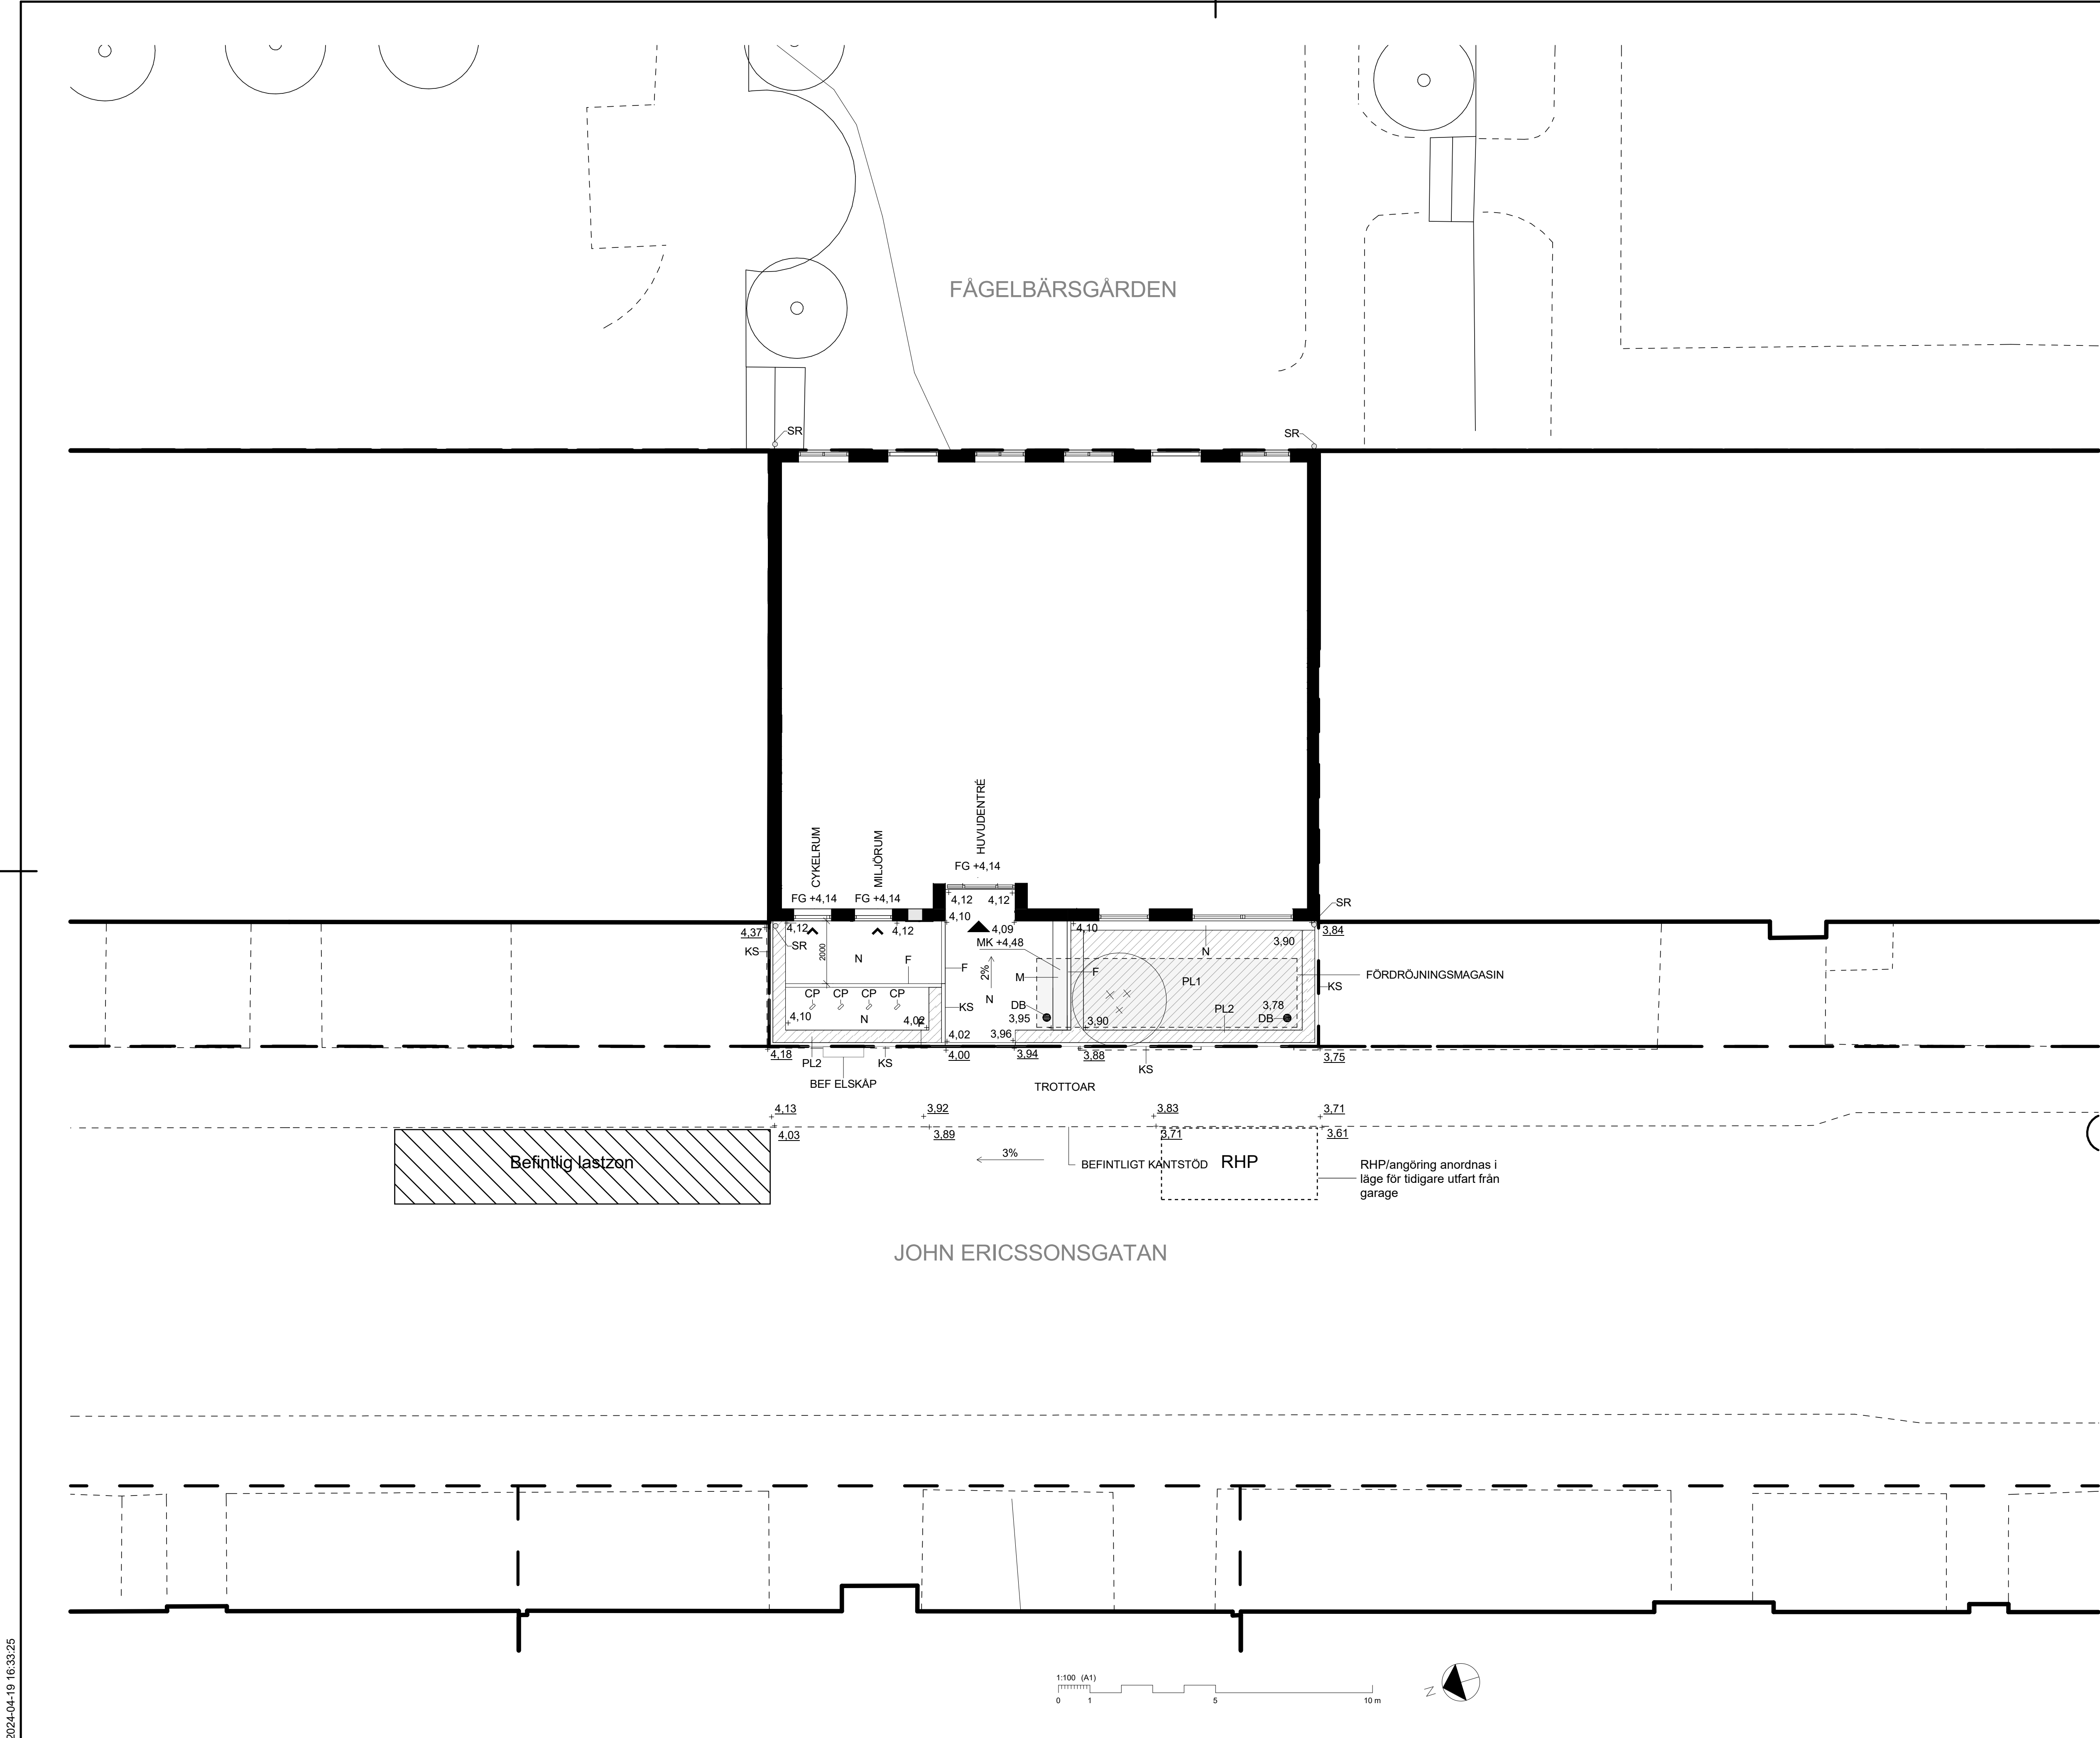 FÅGELBÄRSGÅRDEN
SR
SR
CYKELRUM
MILJÖRUM
HUVUDENTRÉ
FG +4,14
FG +4,14
FG +4,14
4,12
4,12
4,10
SR
4,37
4,12
4,12
4,09
4,10
3,84
KS
SR
2000
N
F
F
2%
MK +4,48
M
F
N
3,90
PL1
FÖRDRÖJNINGSMAGASIN
KS
CP
CP
CP
CP
N
KS
DB
3,95
3,78
DB
PL2
4,10
N
4,02
F
3,90
4,02
3,96
4,18
PL2
KS
4,00
3,94
3,88
KS
3,75
BEF ELSKÅP
TROTTOAR
4,13
3,92
3,83
3,71
4,03
3,89
3,71
3,61
Befintlig lastzon
3%
BEFINTLIGT KANTSTÖD
RHP
RHP/angöring anordnas i
läge för tidigare utfart från
garage
JOHN ERICSSONSGATAN
1:100 (A1)
0 1 5 10 m
N
2024-04-19 16:33:25